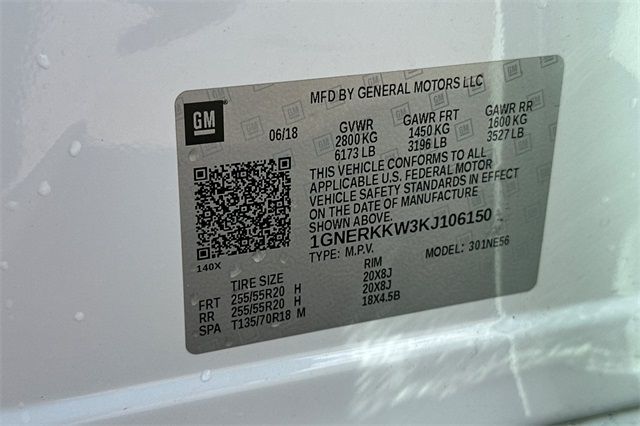 MFD BY GENERAL MOTORS LLC
GM
06/18 GVWR GAWR FRT GAWR RR
2800 KG 1450 KG 1600 KG
6173 LB 3196 LB 3527 LB
THIS VEHICLE CONFORMS TO ALL
APPLICABLE U.S. FEDERAL MOTOR
VEHICLE SAFETY STANDARDS IN EFFECT
ON THE DATE OF MANUFACTURE
SHOWN ABOVE.
1GNERKKW3KJ106150
140X TYPE: M.P.V. MODEL: 301NE56
TIRE SIZE RIM
FRT 255/55R20 H 20X8J
RR 255/55R20 H 20X8J
SPA T135/70R18 M 18X4.5B